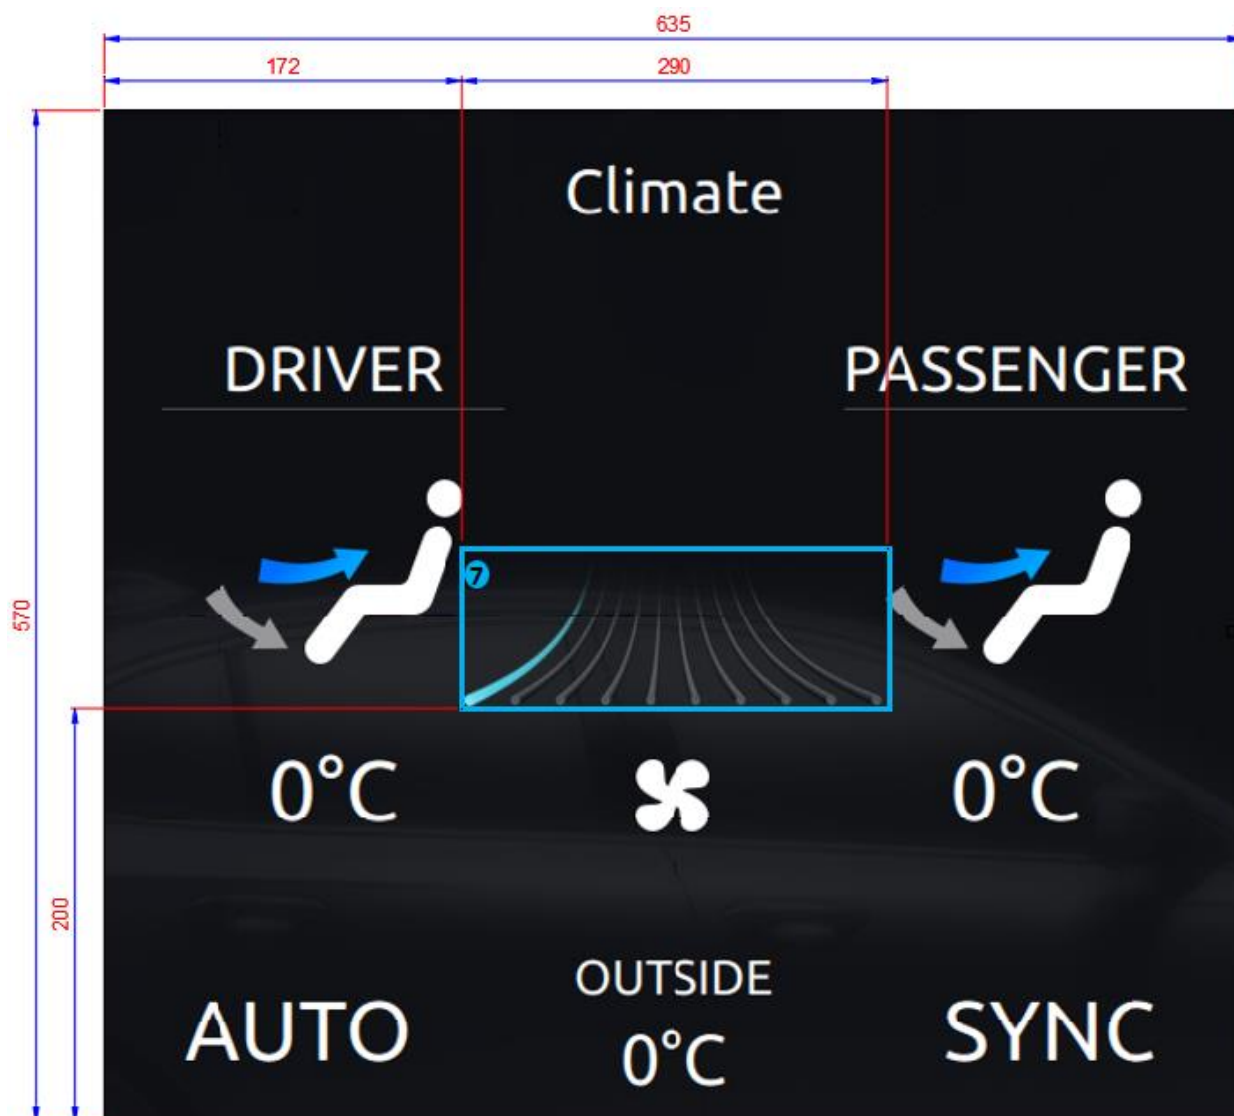 635
172 290
Climate
DRIVER PASSENGER
7
570
0°C 0°C
200
OUTSIDE
AUTO SYNC
0°C